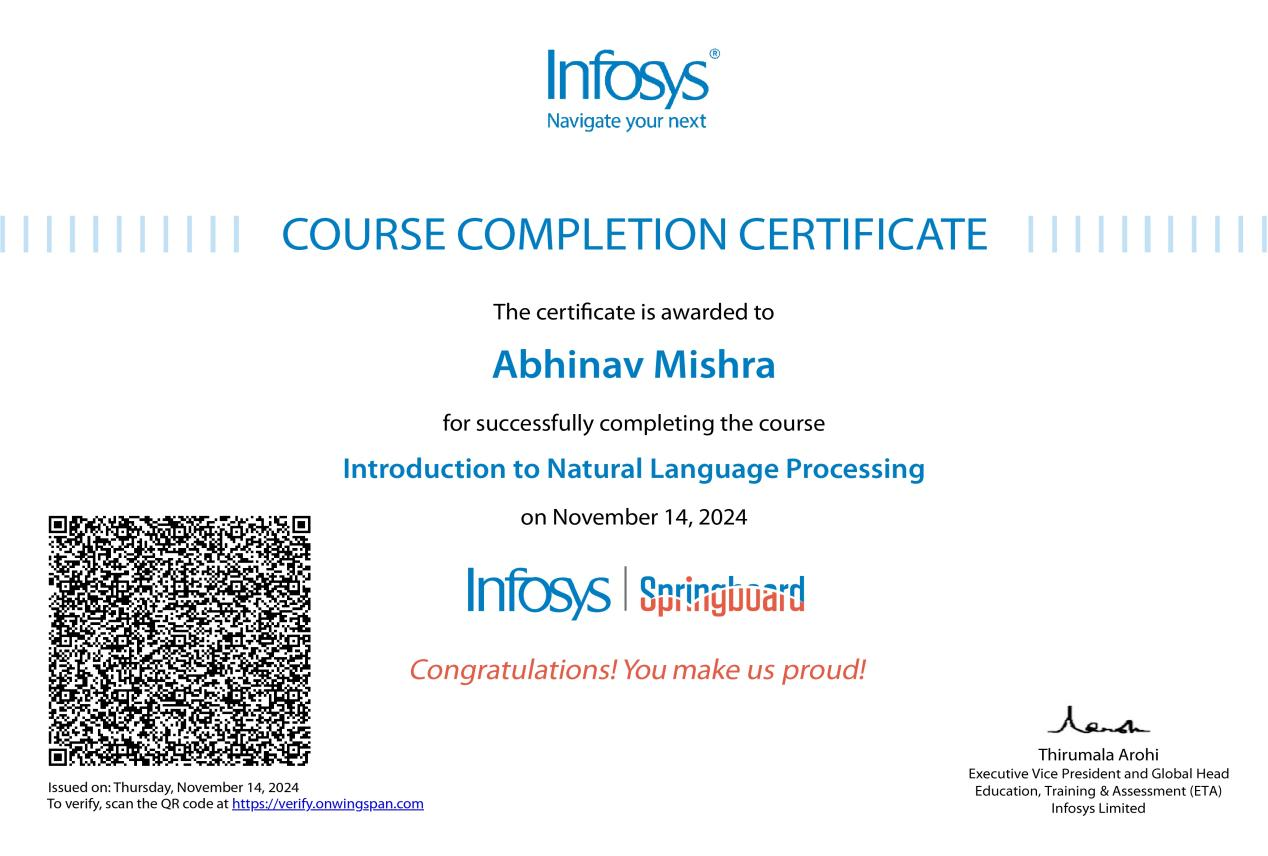 Infosys®
Navigate your next
COURSE COMPLETION CERTIFICATE
The certificate is awarded to
Abhinav Mishra
for successfully completing the course
Introduction to Natural Language Processing
on November 14, 2024
Infosys | Springboard
Congratulations! You make us proud!
Issued on: Thursday, November 14, 2024
To verify, scan the QR code at https://verify.onwingspan.com
Thirumala Arohi
Executive Vice President and Global Head
Education, Training & Assessment (ETA)
Infosys Limited